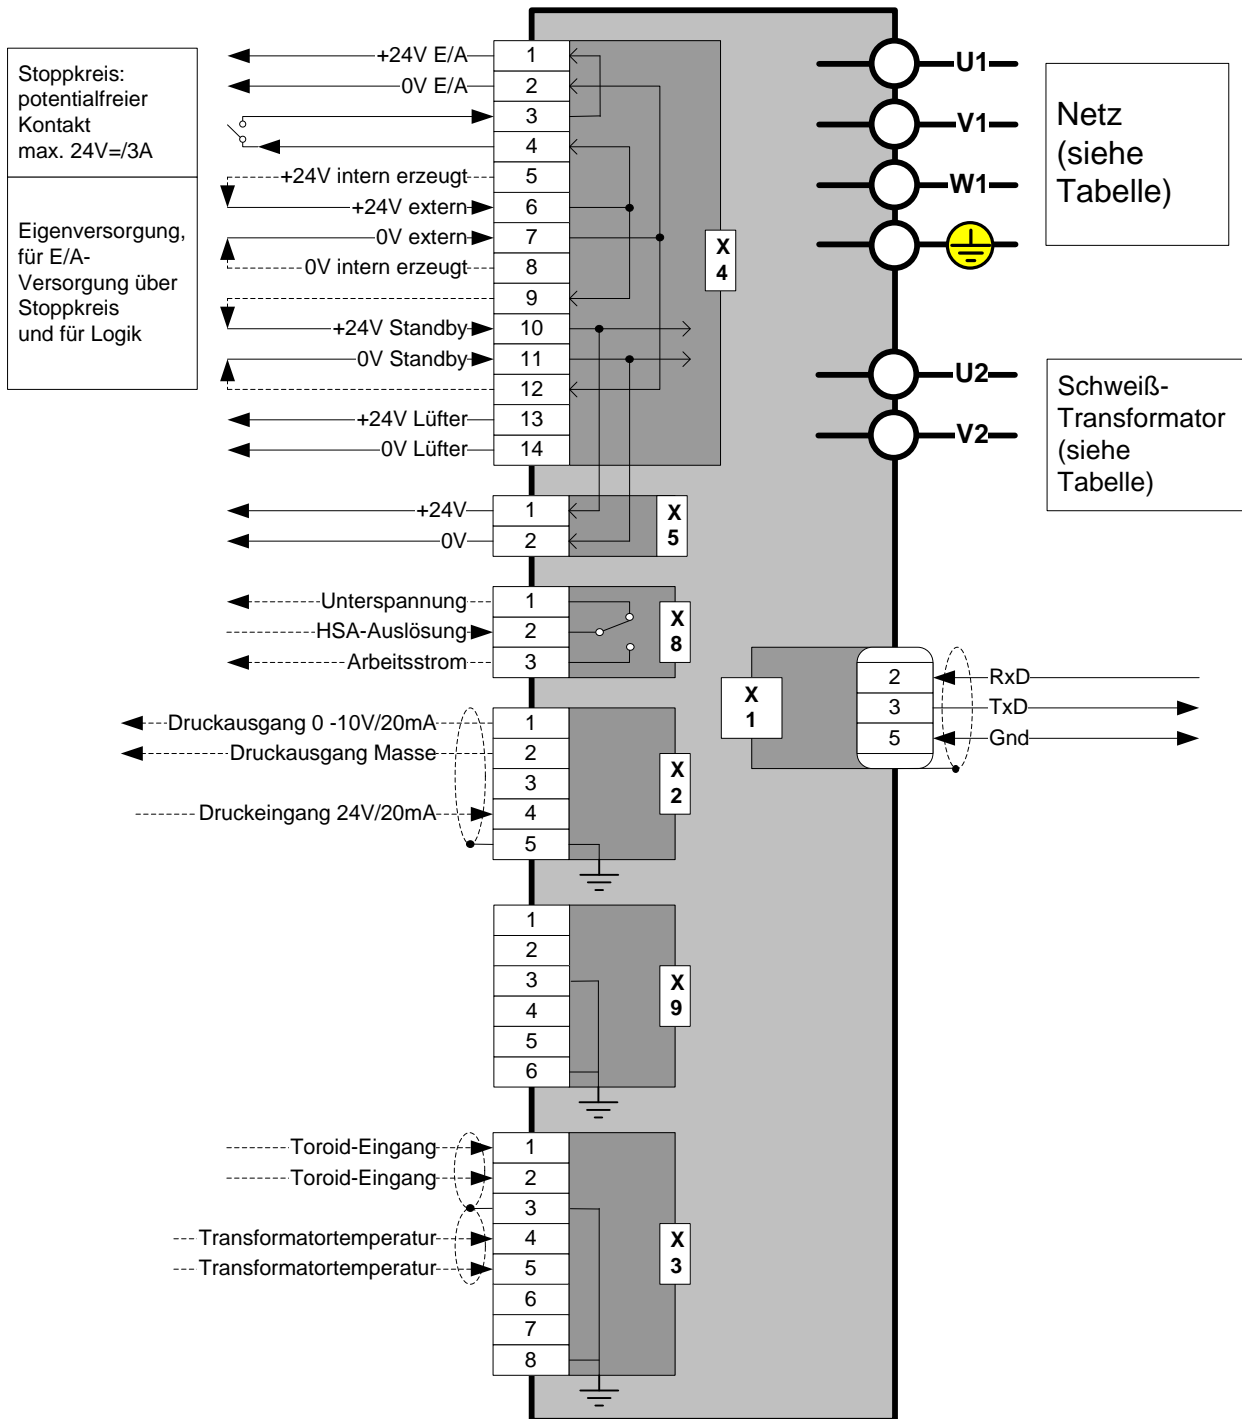 Stoppkreis:
potentialfreier
Kontakt
max. 24V=/3A
Eigenversorgung,
für E/A-
Versorgung über
Stoppkreis
und für Logik
+24V E/A 1
0V E/A 2
3
4
+24V intern erzeugt 5
+24V extern 6
0V extern 7
0V intern erzeugt 8
9
+24V Standby 10
0V Standby 11
12
+24V Lüfter 13
0V Lüfter 14
X
4
+24V 1
0V 2
X
5
Unterspannung 1
HSA-Auslösung 2
Arbeitsstrom 3
X
8
Druckausgang 0 -10V/20mA 1
Druckausgang Masse 2
3
Druckeingang 24V/20mA 4
5
X
2
1
2
3
4
5
6
X
9
Toroid-Eingang 1
Toroid-Eingang 2
3
Transformatortemperatur 4
Transformatortemperatur 5
6
7
8
X
3
U1
V1
W1
Netz
(siehe
Tabelle)
U2
V2
Schweiß-
Transformator
(siehe
Tabelle)
X
1
2 RxD
3 TxD
5 Gnd